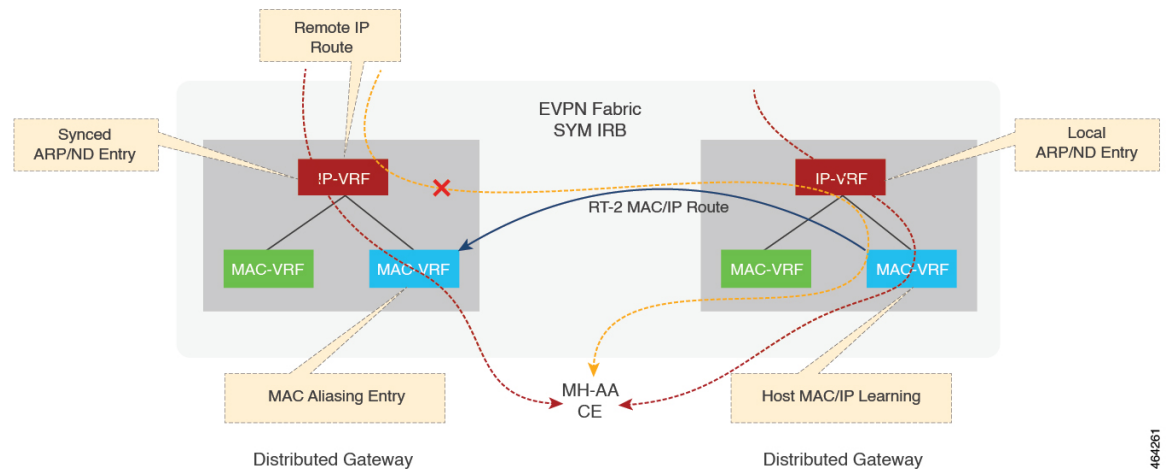 Remote IP
Route
EVPN Fabric
SYM IRB
Synced
ARP/ND Entry
Local
ARP/ND Entry
IP-VRF
IP-VRF
RT-2 MAC/IP Route
MAC-VRF
MAC-VRF
MAC-VRF
MAC-VRF
MAC Aliasing Entry
MH-AA
CE
Host MAC/IP Learning
Distributed Gateway
Distributed Gateway
464261